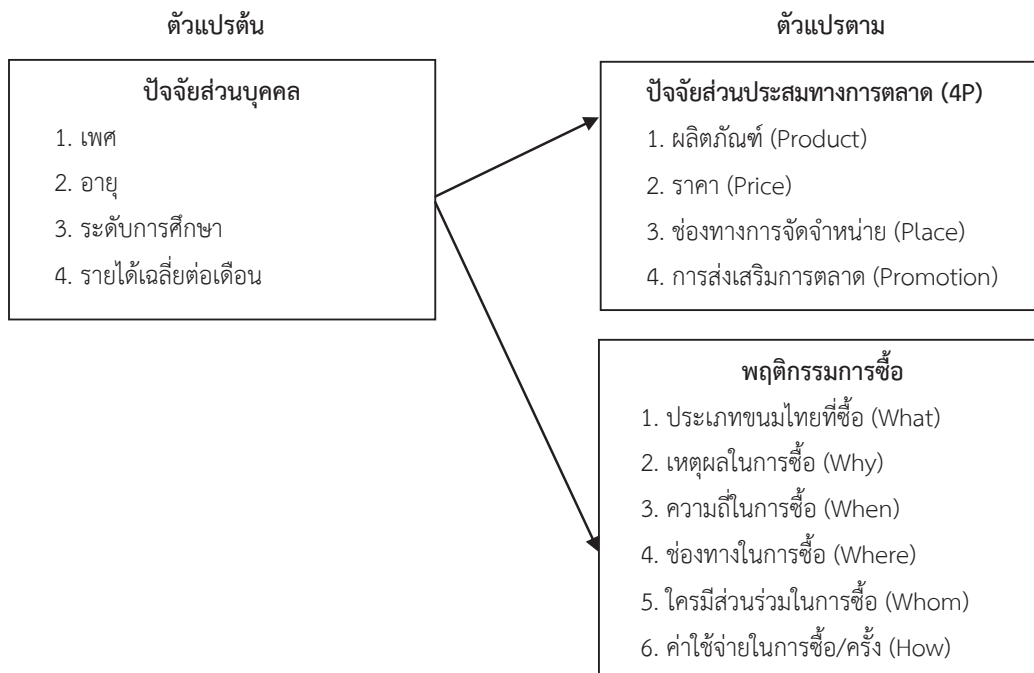 ตัวแปรต้น
ปัจจัยส่วนบุคคล
1. เพศ
2. อายุ
3. ระดับการศึกษา
4. รายได้เฉลี่ยต่อเดือน
ตัวแปรตาม
ปัจจัยส่วนประสมทางการตลาด (4P)
1. ผลิตภัณฑ์ (Product)
2. ราคา (Price)
3. ช่องทางการจัดจำหน่าย (Place)
4. การส่งเสริมการตลาด (Promotion)
พฤติกรรมการซื้อ
1. ประเภทขนมไทยที่ซื้อ (What)
2. เหตุผลในการซื้อ (Why)
3. ความถี่ในการซื้อ (When)
4. ช่องทางในการซื้อ (Where)
5. ใครมีส่วนร่วมในการซื้อ (Whom)
6. ค่าใช้จ่ายในการซื้อ/ครั้ง (How)